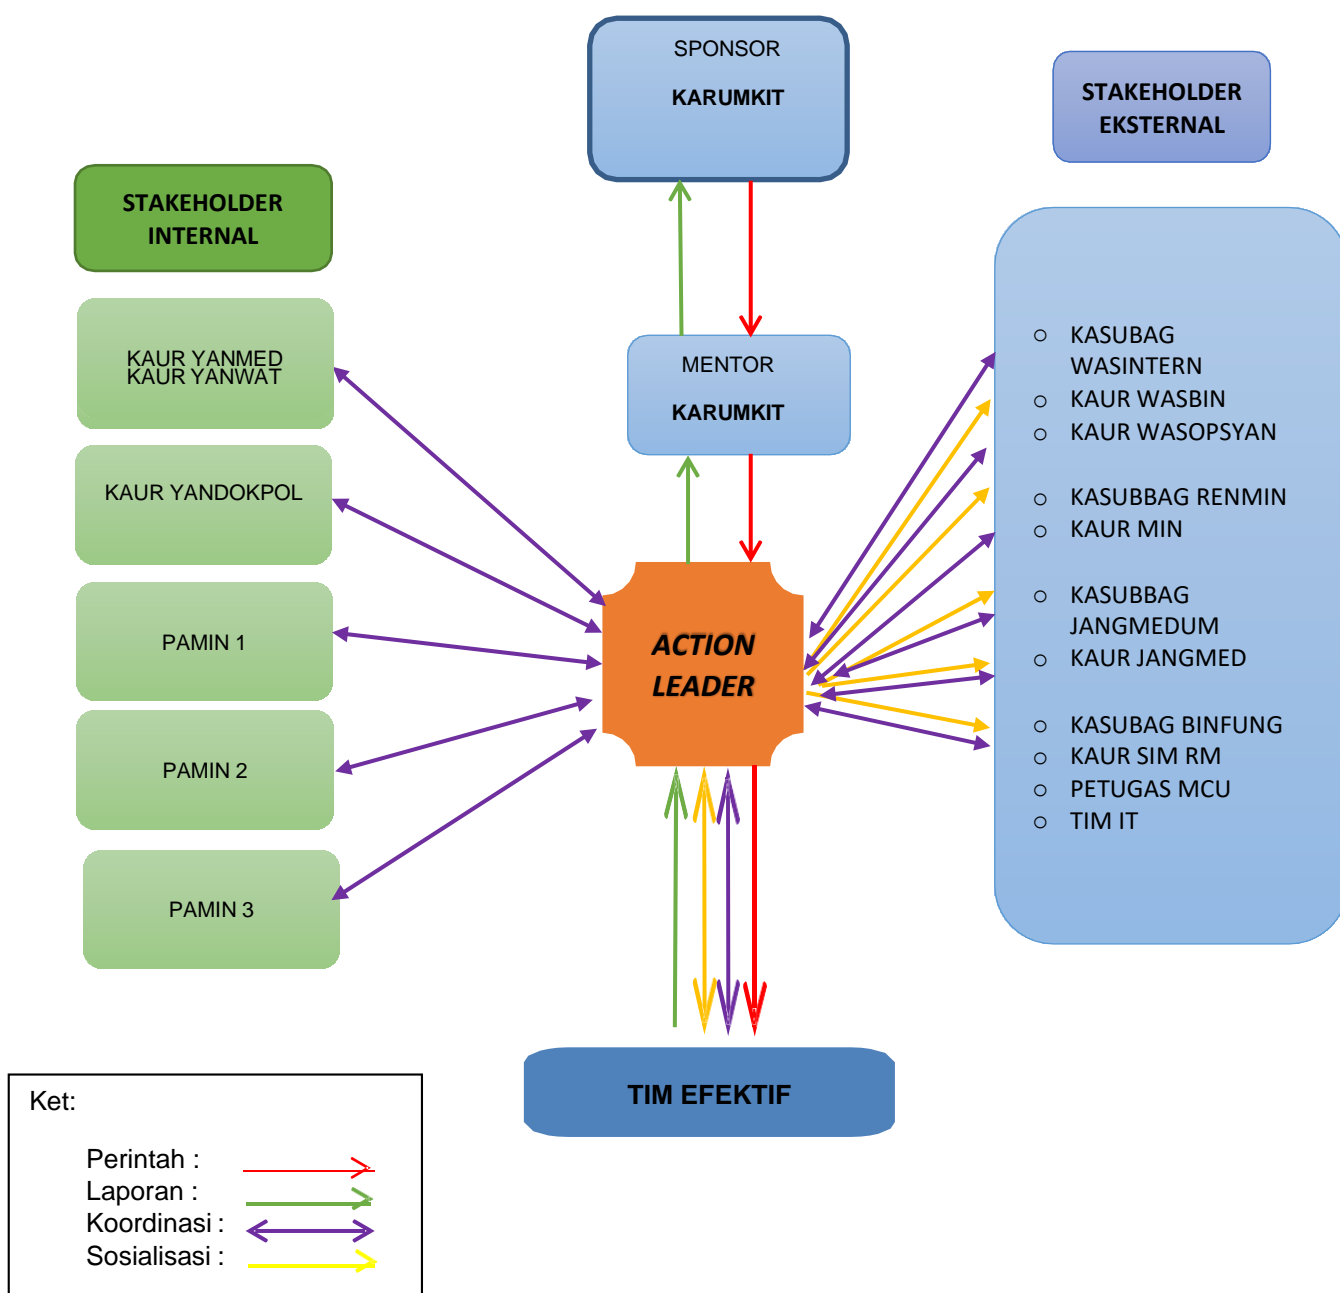 SPONSOR
KARUMKIT
STAKEHOLDER
EKSTERNAL
STAKEHOLDER
INTERNAL
KAUR YANMED
KAUR YANWAT
KAUR YANDOKPOL
PAMIN 1
PAMIN 2
PAMIN 3
MENTOR
KARUMKIT
ACTION
LEADER
○ KASUBAG
WASINTERN
○ KAUR WASBIN
○ KAUR WASOPSYAN
○ KASUBBAG RENMIN
○ KAUR MIN
○ KASUBBAG
JANGMEDUM
○ KAUR JANGMED
○ KASUBAG BINFUNG
○ KAUR SIM RM
○ PETUGAS MCU
○ TIM IT
TIM EFEKTIF
Ket:
Perintah :
Laporan :
Koordinasi :
Sosialisasi :